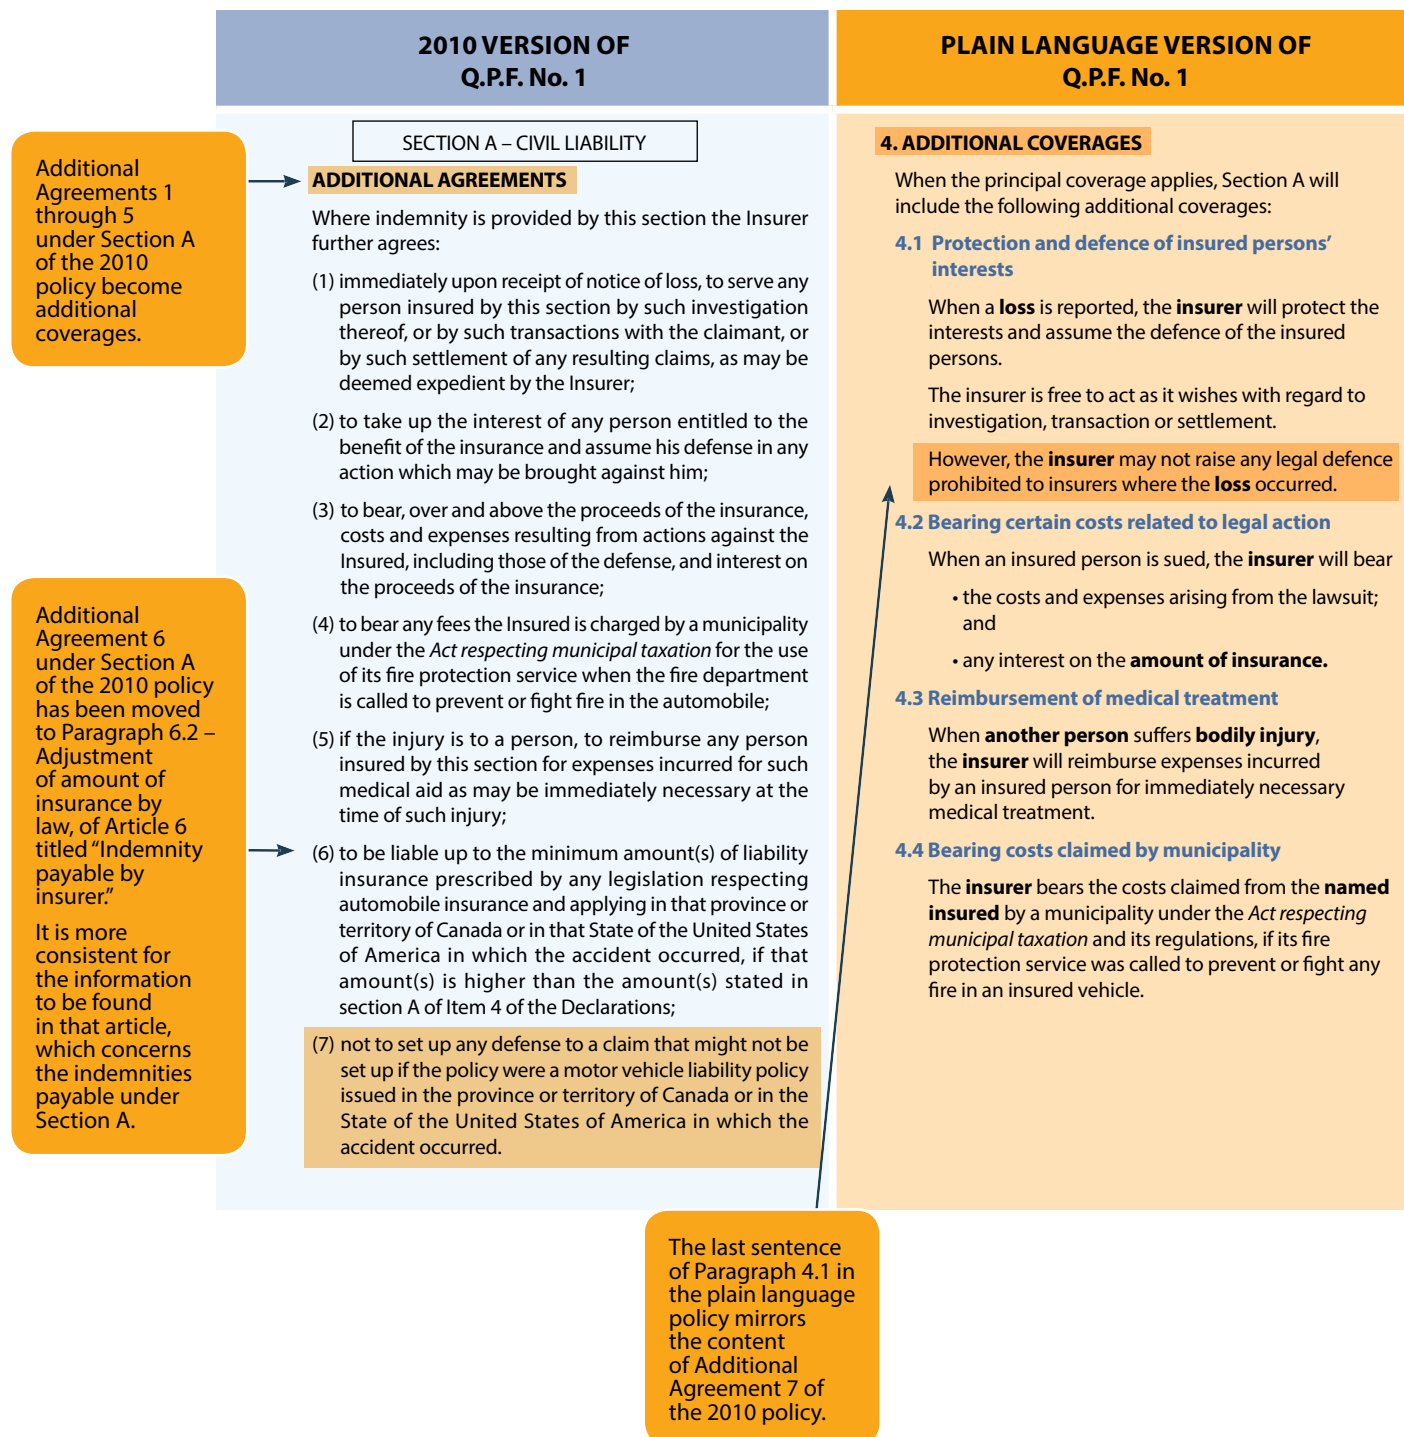 2010 VERSION OF
Q.P.F. No. 1
PLAIN LANGUAGE VERSION OF
Q.P.F. No. 1
Additional
Agreements 1
through 5
under Section A
of the 2010
policy become
additional
coverages.
Additional
Agreement 6
under Section A
of the 2010 policy
has been moved
to Paragraph 6.2 –
Adjustment
of amount of
insurance by
law, of Article 6
titled “Indemnity
payable by
insurer.”
It is more
consistent for
the information
to be found
in that article,
which concerns
the indemnities
payable under
Section A.
SECTION A – CIVIL LIABILITY
ADDITIONAL AGREEMENTS
Where indemnity is provided by this section the Insurer
further agrees:
(1) immediately upon receipt of notice of loss, to serve any
person insured by this section by such investigation
thereof, or by such transactions with the claimant, or
by such settlement of any resulting claims, as may be
deemed expedient by the Insurer;
(2) to take up the interest of any person entitled to the
benefit of the insurance and assume his defense in any
action which may be brought against him;
(3) to bear, over and above the proceeds of the insurance,
costs and expenses resulting from actions against the
Insured, including those of the defense, and interest on
the proceeds of the insurance;
(4) to bear any fees the Insured is charged by a municipality
under the Act respecting municipal taxation for the use
of its fire protection service when the fire department
is called to prevent or fight fire in the automobile;
(5) if the injury is to a person, to reimburse any person
insured by this section for expenses incurred for such
medical aid as may be immediately necessary at the
time of such injury;
(6) to be liable up to the minimum amount(s) of liability
insurance prescribed by any legislation respecting
automobile insurance and applying in that province or
territory of Canada or in that State of the United States
of America in which the accident occurred, if that
amount(s) is higher than the amount(s) stated in
section A of Item 4 of the Declarations;
(7) not to set up any defense to a claim that might not be
set up if the policy were a motor vehicle liability policy
issued in the province or territory of Canada or in the
State of the United States of America in which the
accident occurred.
4. ADDITIONAL COVERAGES
When the principal coverage applies, Section A will
include the following additional coverages:
4.1 Protection and defence of insured persons’
interests
When a loss is reported, the insurer will protect the
interests and assume the defence of the insured
persons.
The insurer is free to act as it wishes with regard to
investigation, transaction or settlement.
However, the insurer may not raise any legal defence
prohibited to insurers where the loss occurred.
4.2 Bearing certain costs related to legal action
When an insured person is sued, the insurer will bear
• the costs and expenses arising from the lawsuit;
and
• any interest on the amount of insurance.
4.3 Reimbursement of medical treatment
When another person suffers bodily injury,
the insurer will reimburse expenses incurred
by an insured person for immediately necessary
medical treatment.
4.4 Bearing costs claimed by municipality
The insurer bears the costs claimed from the named
insured by a municipality under the Act respecting
municipal taxation and its regulations, if its fire
protection service was called to prevent or fight any
fire in an insured vehicle.
The last sentence
of Paragraph 4.1 in
the plain language
policy mirrors
the content
of Additional
Agreement 7 of
the 2010 policy.